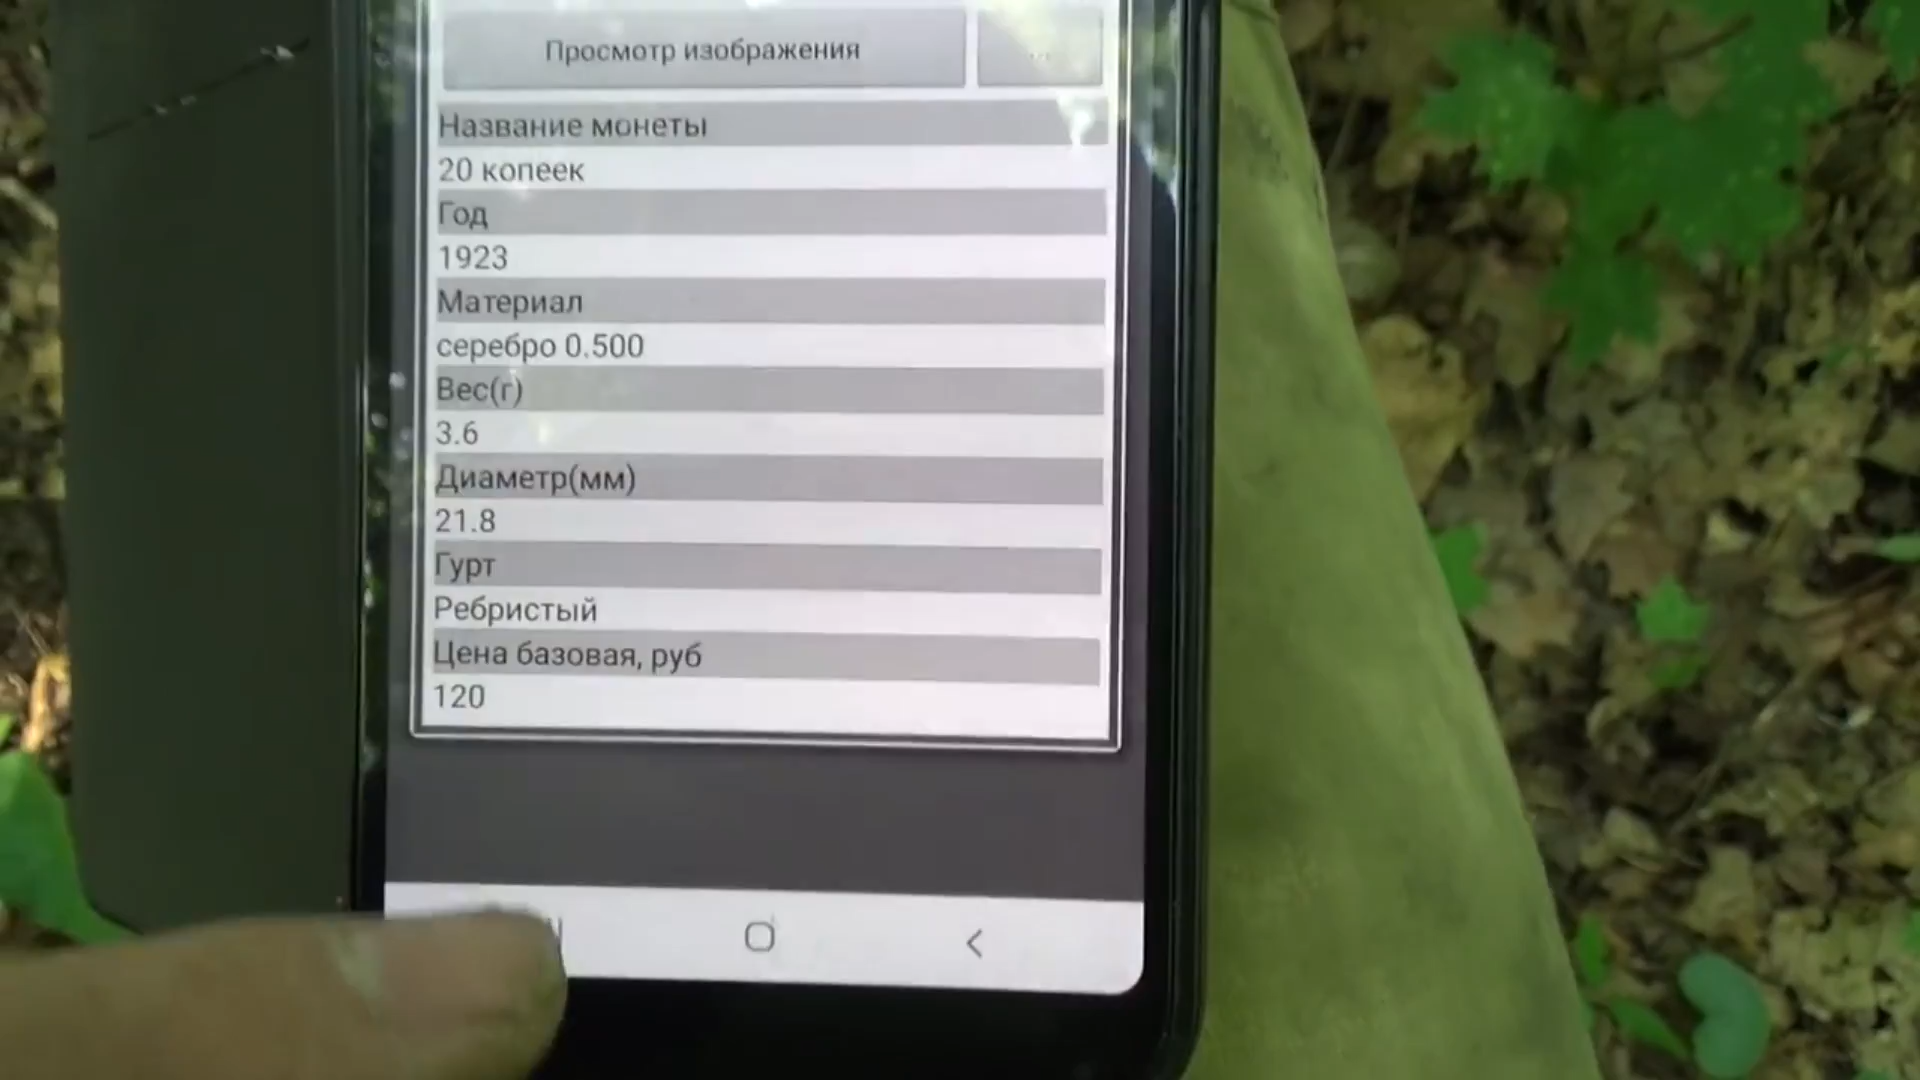 Просмотр изображения
...
Название монеты
20 копеек
Год
1923
Материал
серебро 0.500
Вес(г)
3.6
Диаметр(мм)
21.8
Гурт
Ребристый
Цена базовая, руб
120